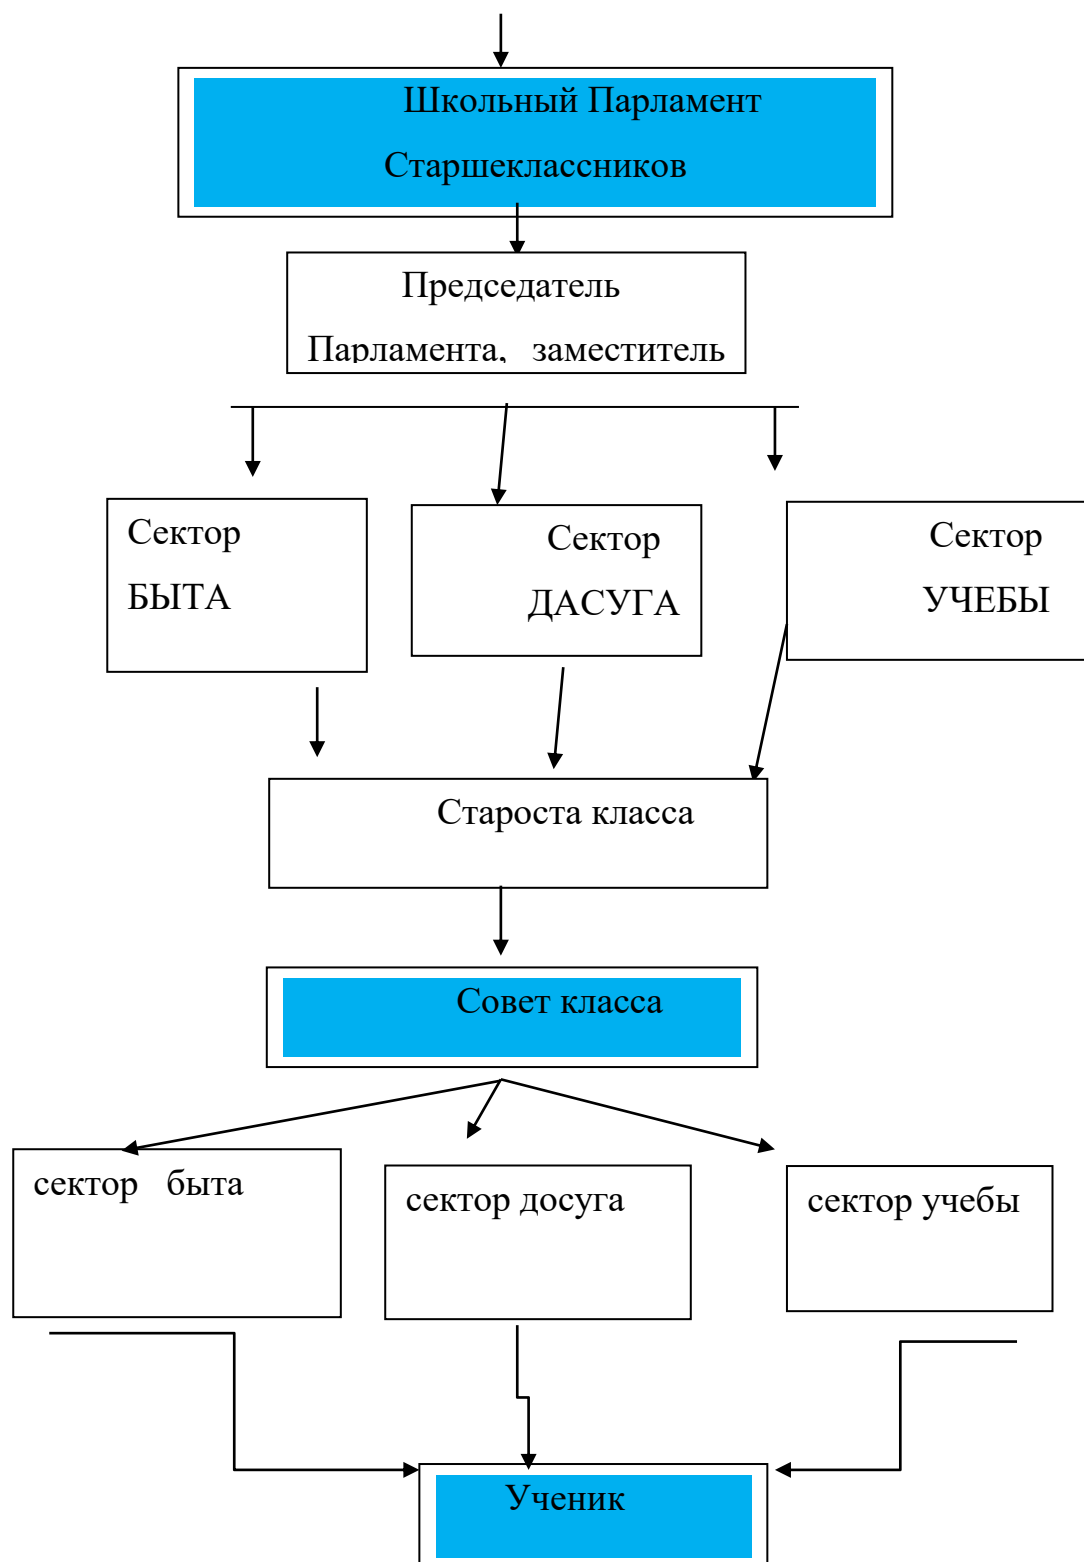 Школьный Парламент
Старшеклассников
Председатель
Парламента, заместитель
Сектор
БЫТА
Сектор
ДАСУГА
Сектор
УЧЕБЫ
Староста класса
Совет класса
сектор быта
сектор досуга
сектор учебы
Ученик